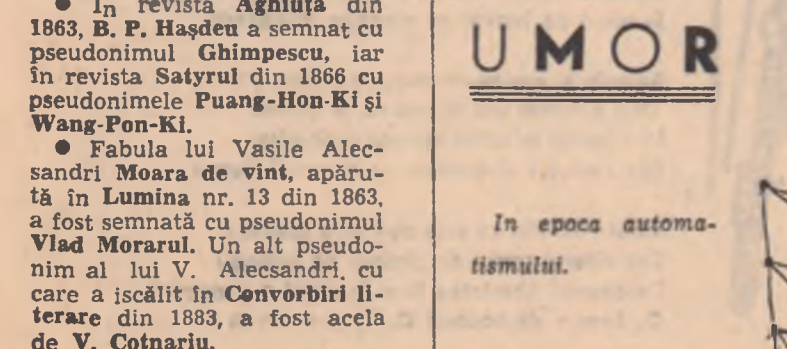 ● In revista Aghiuţă din
1863, B. P. Haşdeu a semnat cu
pseudonimul Ghimpescu, iar
în revista Satyrul din 1866 cu
pseudonimele Puang-Hon-Ki şi
Wang-Pon-Ki.
● Fabula lui Vasile Alec-
sandri Moara de vînt, apăru-
tă în Lumina nr. 13 din 1863,
a fost semnată cu pseudonimul
Vlad Morarul. Un alt pseudo-
nim al lui V. Alecsandri, cu
care a iscălit în Convorbiri li-
terare din 1883, a fost acela
de V. Cotnariu.
UMOR
In epoca automa-
tismului.